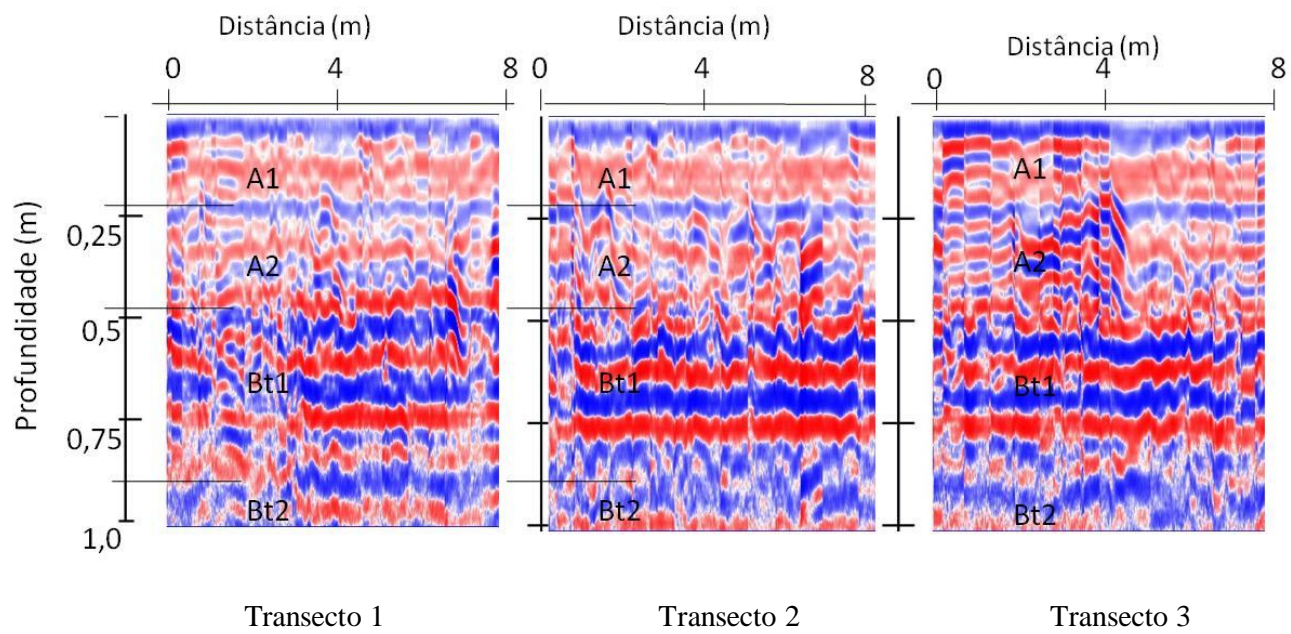 Distância (m)
0 4 8
Profundidade (m)
0,25
0,5
0,75
1,0
A1
A2
Bt1
Bt2
Transecto 1
Distância (m)
0 4 8
A1
A2
Bt1
Bt2
Transecto 2
Distância (m)
0 4 8
A1
A2
Bt1
Bt2
Transecto 3